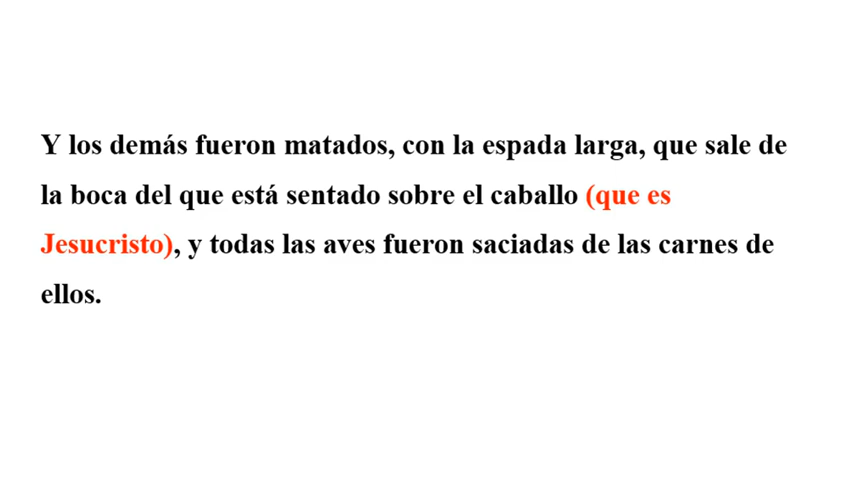 Y los demás fueron matados, con la espada larga, que sale de
la boca del que está sentado sobre el caballo (que es
Jesucristo), y todas las aves fueron saciadas de las carnes de
ellos.